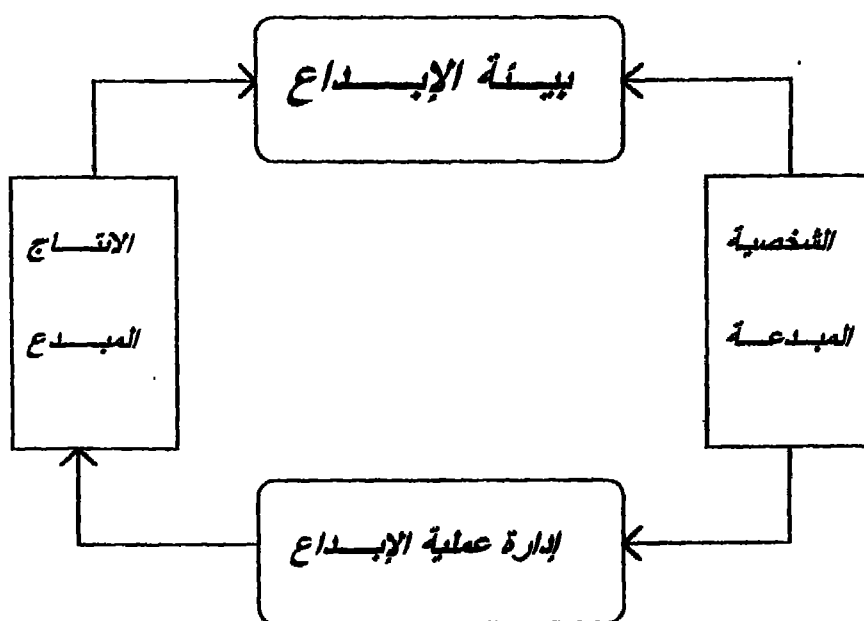 بيئة الإبداع
الشخصية
المبدعة
الانتاج
المبدع
إدارة عملية الإبداع